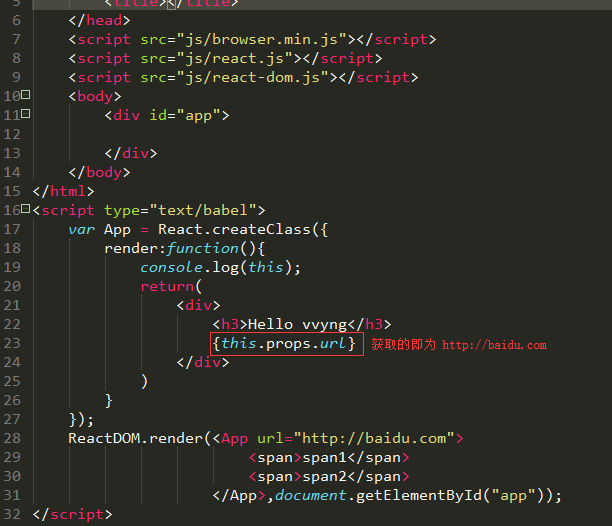 5 <title></title>
6 </head>
7 <script src="js/browser.min.js"></script>
8 <script src="js/react.js"></script>
9 <script src="js/react-dom.js"></script>
10 <body>
11 <div id="app">
12
13 </div>
14 </body>
15 </html>
16 <script type="text/babel">
17 var App = React.createClass({
18 render:function(){
19 console.log(this);
20 return(
21 <div>
22 <h3>Hello vvyng</h3>
23 {this.props.url} 获取的即为 http://baidu.com
24 </div>
25 )
26 }
27 });
28 ReactDOM.render(<App url="http://baidu.com">
29 <span>span1</span>
30 <span>span2</span>
31 </App>,document.getElementById("app"));
32 </script>